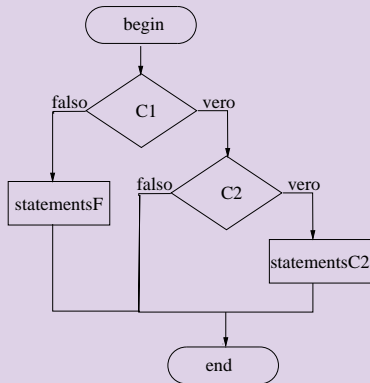 begin
falso
vero
C1
falso
vero
C2
statementsF
statementsC2
end